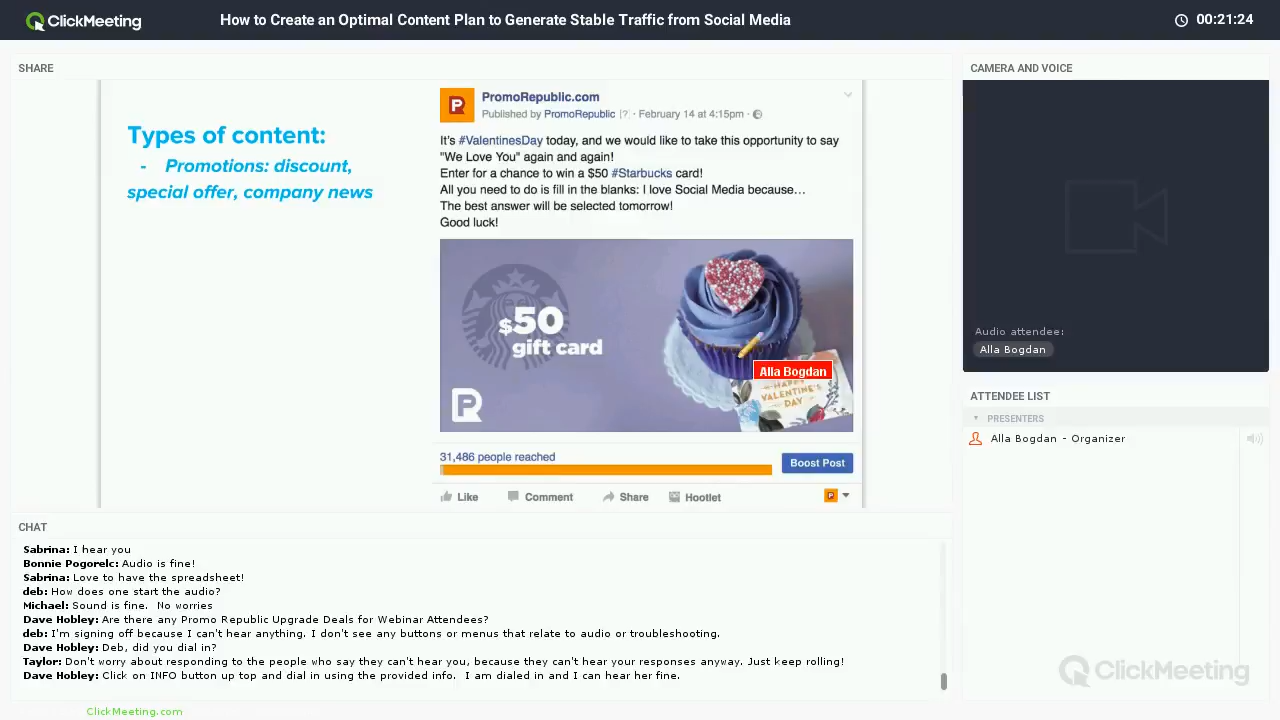 ClickMeeting
How to Create an Optimal Content Plan to Generate Stable Traffic from Social Media
00:21:24
SHARE
Types of content:
- Promotions: discount,
special offer, company news
PromoRepublic.com
Published by PromoRepublic [?] · February 14 at 4:15pm ·
It's #ValentinesDay today, and we would like to take this opportunity to say
"We Love You" again and again!
Enter for a chance to win a $50 #Starbucks card!
All you need to do is fill in the blanks: I love Social Media because…
The best answer will be selected tomorrow!
Good luck!
$50
gift card
Alla Bogdan
HAPPY
VALENTINE'S
DAY
31,486 people reached
Boost Post
Like Comment Share Hootlet
CAMERA AND VOICE
Audio attendee:
Alla Bogdan
ATTENDEE LIST
PRESENTERS
Alla Bogdan - Organizer
CHAT
Sabrina: I hear you
Bonnie Pogorelc: Audio is fine!
Sabrina: Love to have the spreadsheet!
deb: How does one start the audio?
Michael: Sound is fine. No worries
Dave Hobley: Are there any Promo Republic Upgrade Deals for Webinar Attendees?
deb: I'm signing off because I can't hear anything. I don't see any buttons or menus that relate to audio or troubleshooting.
Dave Hobley: Deb, did you dial in?
Taylor: Don't worry about responding to the people who say they can't hear you, because they can't hear your responses anyway. Just keep rolling!
Dave Hobley: Click on INFO button up top and dial in using the provided info. I am dialed in and I can hear her fine.
ClickMeeting
ClickMeeting.com